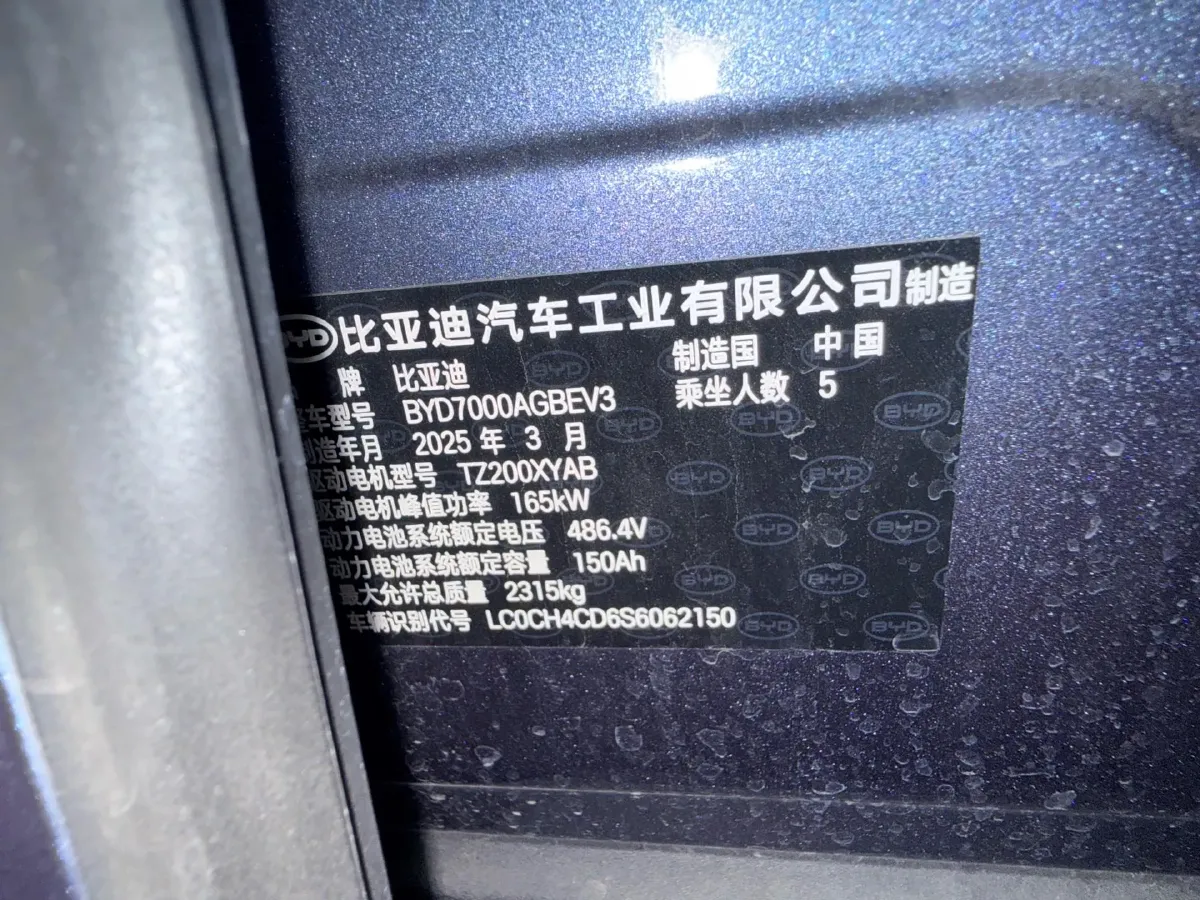 BYD 比亚迪汽车工业有限公司制造
牌 比亚迪 制造国 中国
整车型号 BYD7000AGBEV3 乘坐人数 5
制造年月 2025 年 3 月
驱动电机型号 TZ200XYAB
驱动电机峰值功率 165kW
动力电池系统额定电压 486.4V
动力电池系统额定容量 150Ah
最大允许总质量 2315kg
车辆识别代号 LC0CH4CD6S6062150